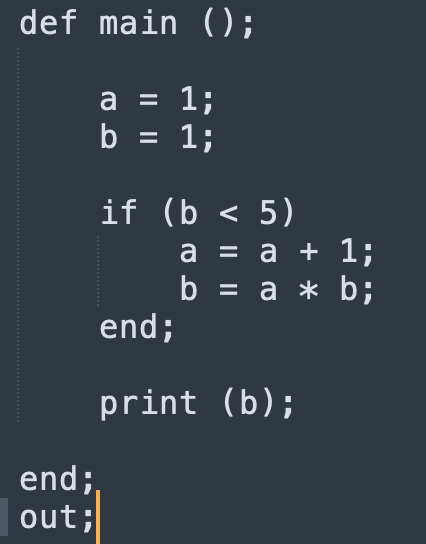 def main ();
a = 1;
b = 1;
if (b < 5)
a = a + 1;
b = a * b;
end;
print (b);
end;
out;